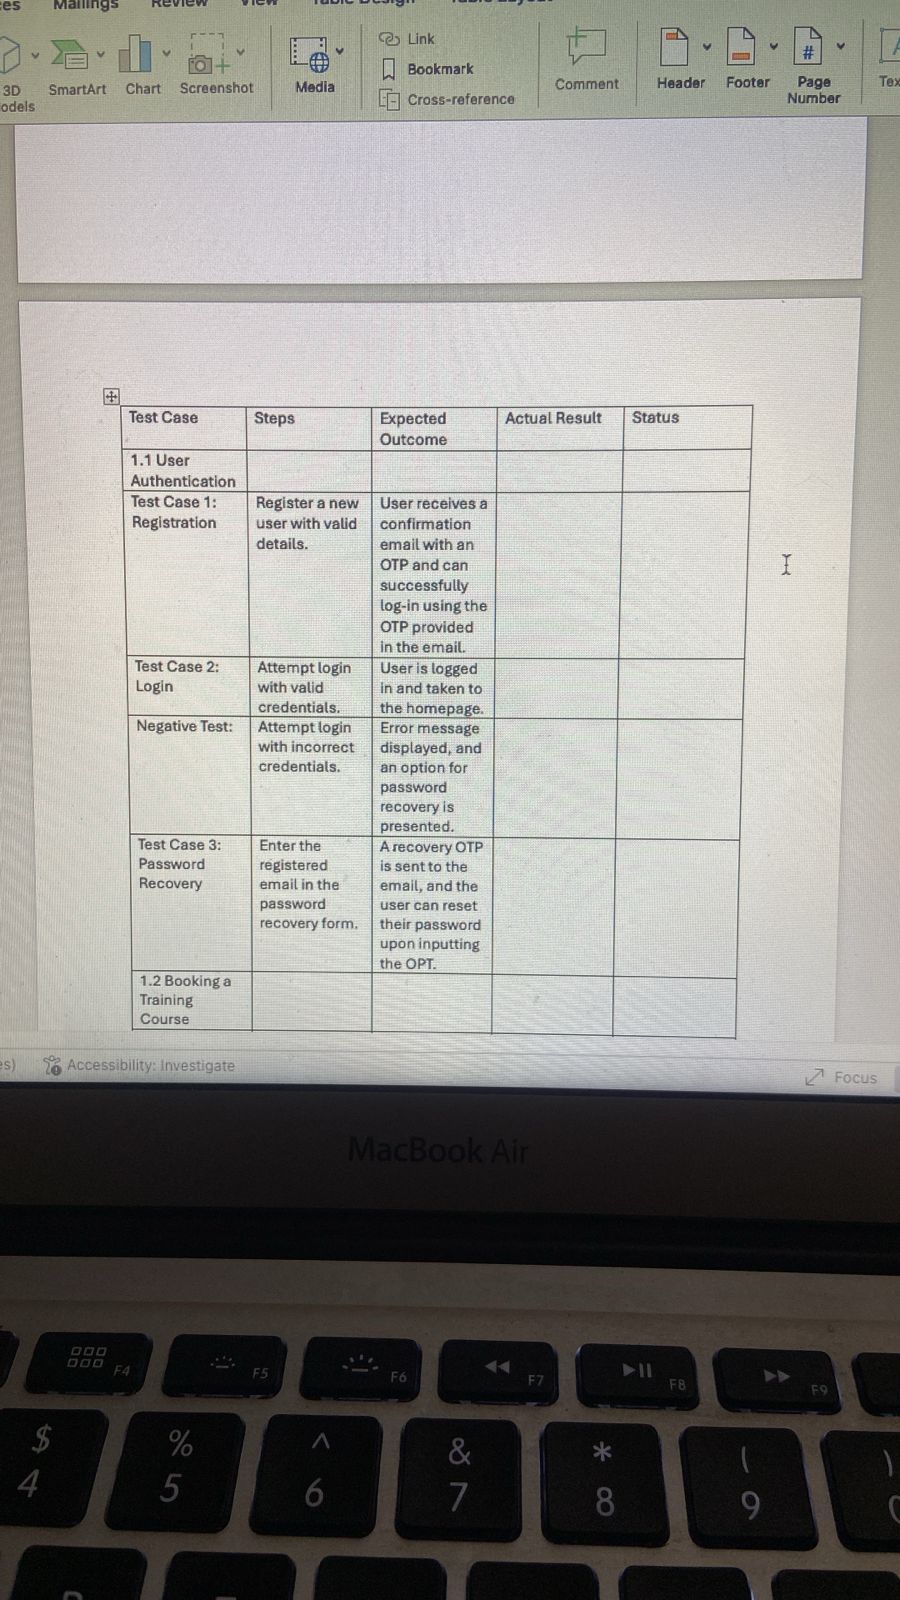 Mailings Review View Table Design Table Layout
3D
SmartArt Chart Screenshot
Media
Link
Bookmark
Cross-reference
Comment
Header Footer Page
Number
Test Case Steps Expected Actual Result Status
Outcome
1.1 User
Authentication
Test Case 1: Register a new User receives a
Registration user with valid confirmation
details. email with an
OTP and can
successfully
log-in using the
OTP provided
in the email.
Test Case 2: Attempt login User is logged
Login with valid in and taken to
credentials. the homepage.
Negative Test: Attempt login Error message
with incorrect displayed, and
credentials. an option for
password
recovery is
presented.
Test Case 3: Enter the A recovery OTP
Password registered is sent to the
Recovery email in the email, and the
password user can reset
recovery form. their password
upon inputting
the OPT.
1.2 Booking a
Training
Course
Accessibility: Investigate
Focus
MacBook Air
F4 F5 F6 F7 F8 F9
$ % ^ & * ( )
4 5 6 7 8 9